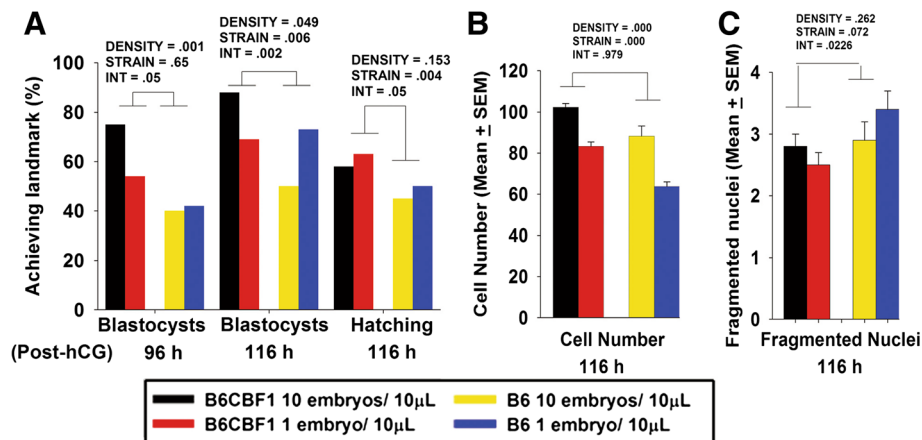 A
DENSITY = .001
STRAIN = .65
INT = .05
DENSITY = .049
STRAIN = .006
INT = .002
DENSITY = .153
STRAIN = .004
INT = .05
Achieving landmark (%)
100
80
60
40
20
0
Blastocysts
Blastocysts
Hatching
(Post-hCG)
96 h
116 h
116 h
B
DENSITY = .000
STRAIN = .000
INT = .979
Cell Number (Mean ± SEM)
120
100
80
60
40
20
0
Cell Number
116 h
C
DENSITY = .262
STRAIN = .072
INT = .0226
Fragmented nuclei (Mean ± SEM)
4
3
2
1
0
Fragmented Nuclei
116 h
B6CBF1 10 embryos/ 10µL
B6 10 embryos/ 10µL
B6CBF1 1 embryo/ 10µL
B6 1 embryo/ 10µL